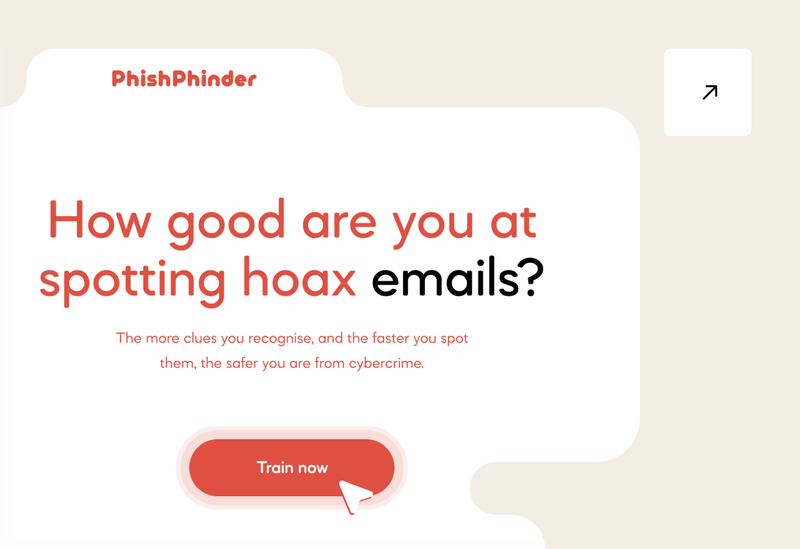 PhishPhinder
How good are you at
spotting hoax emails?
The more clues you recognise, and the faster you spot
them, the safer you are from cybercrime.
Train now